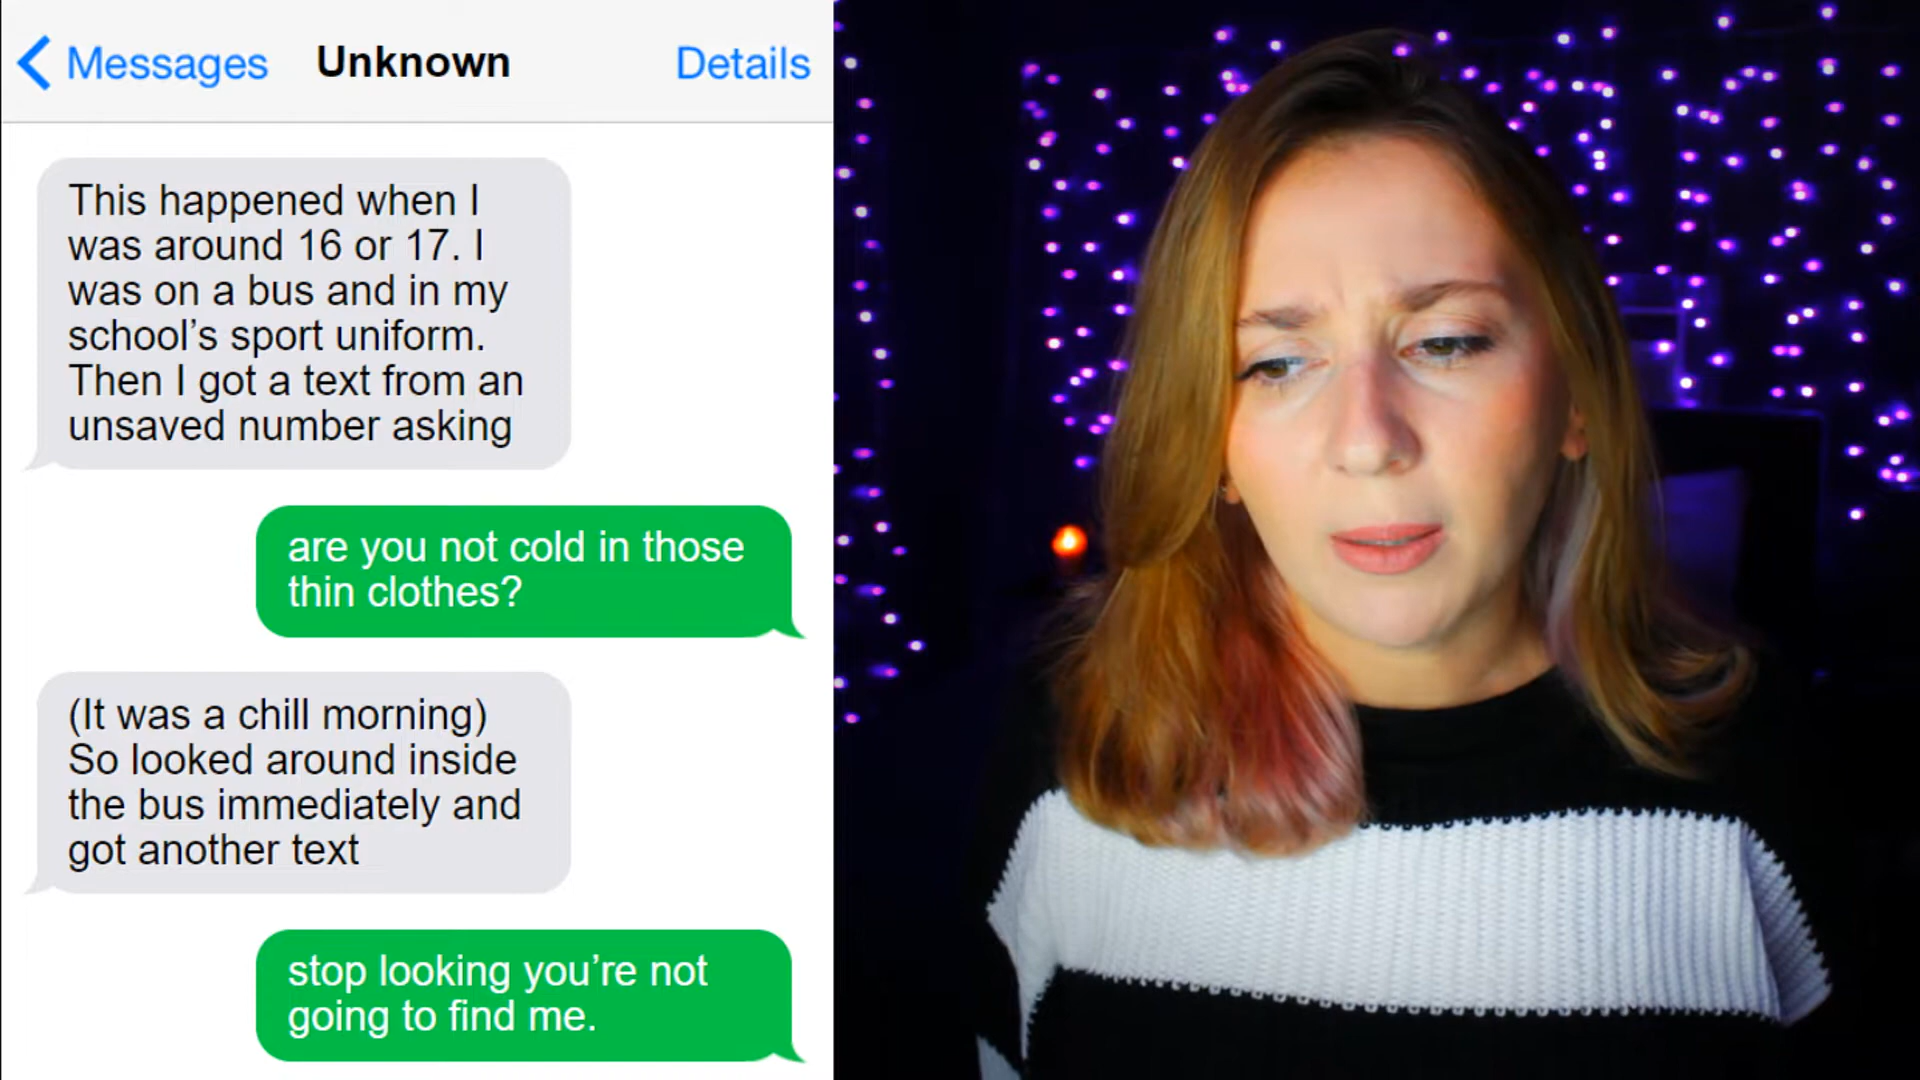 Messages Unknown Details
This happened when I
was around 16 or 17. I
was on a bus and in my
school’s sport uniform.
Then I got a text from an
unsaved number asking
are you not cold in those
thin clothes?
(It was a chill morning)
So looked around inside
the bus immediately and
got another text
stop looking you’re not
going to find me.